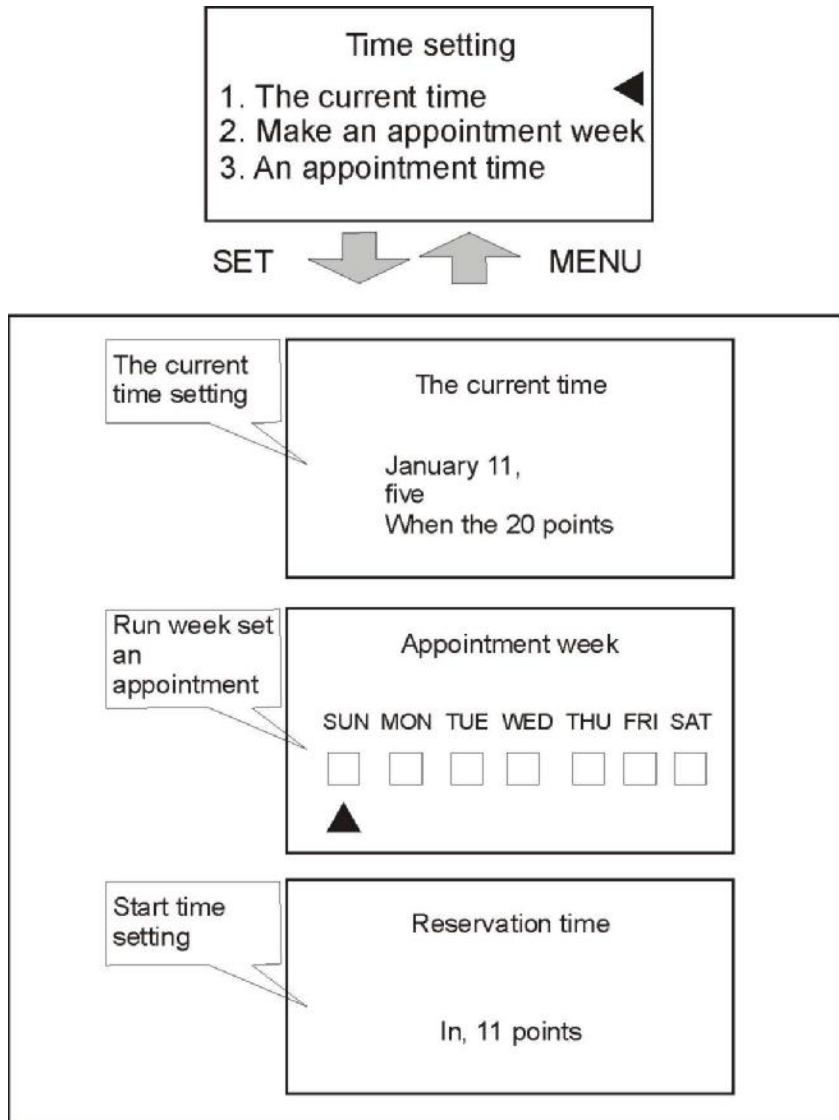 Time setting
1. The current time
2. Make an appointment week
3. An appointment time
SET MENU
The current
time setting
The current time
January 11,
five
When the 20 points
Run week set
an
appointment
Appointment week
SUN MON TUE WED THU FRI SAT
Start time
setting
Reservation time
In, 11 points